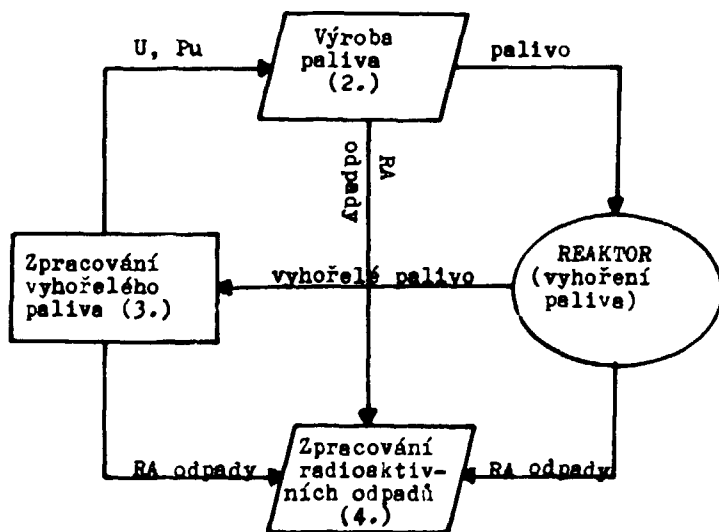 U, Pu
Výroba
paliva
(2.)
palivo
RA
odpady
Zpracování
vyhořelého
paliva (3.)
vyhořelé palivo
REAKTOR
(vyhoření
paliva)
RA odpady
Zpracování
radioaktiv-
ních odpadů
(4.)
RA odpady